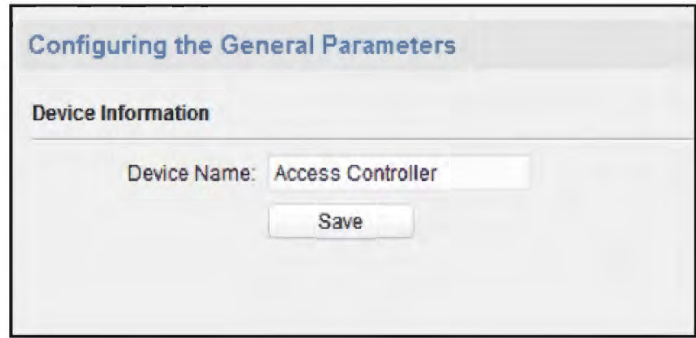 Configuring the General Parameters
Device Information
Device Name: Access Controller
Save